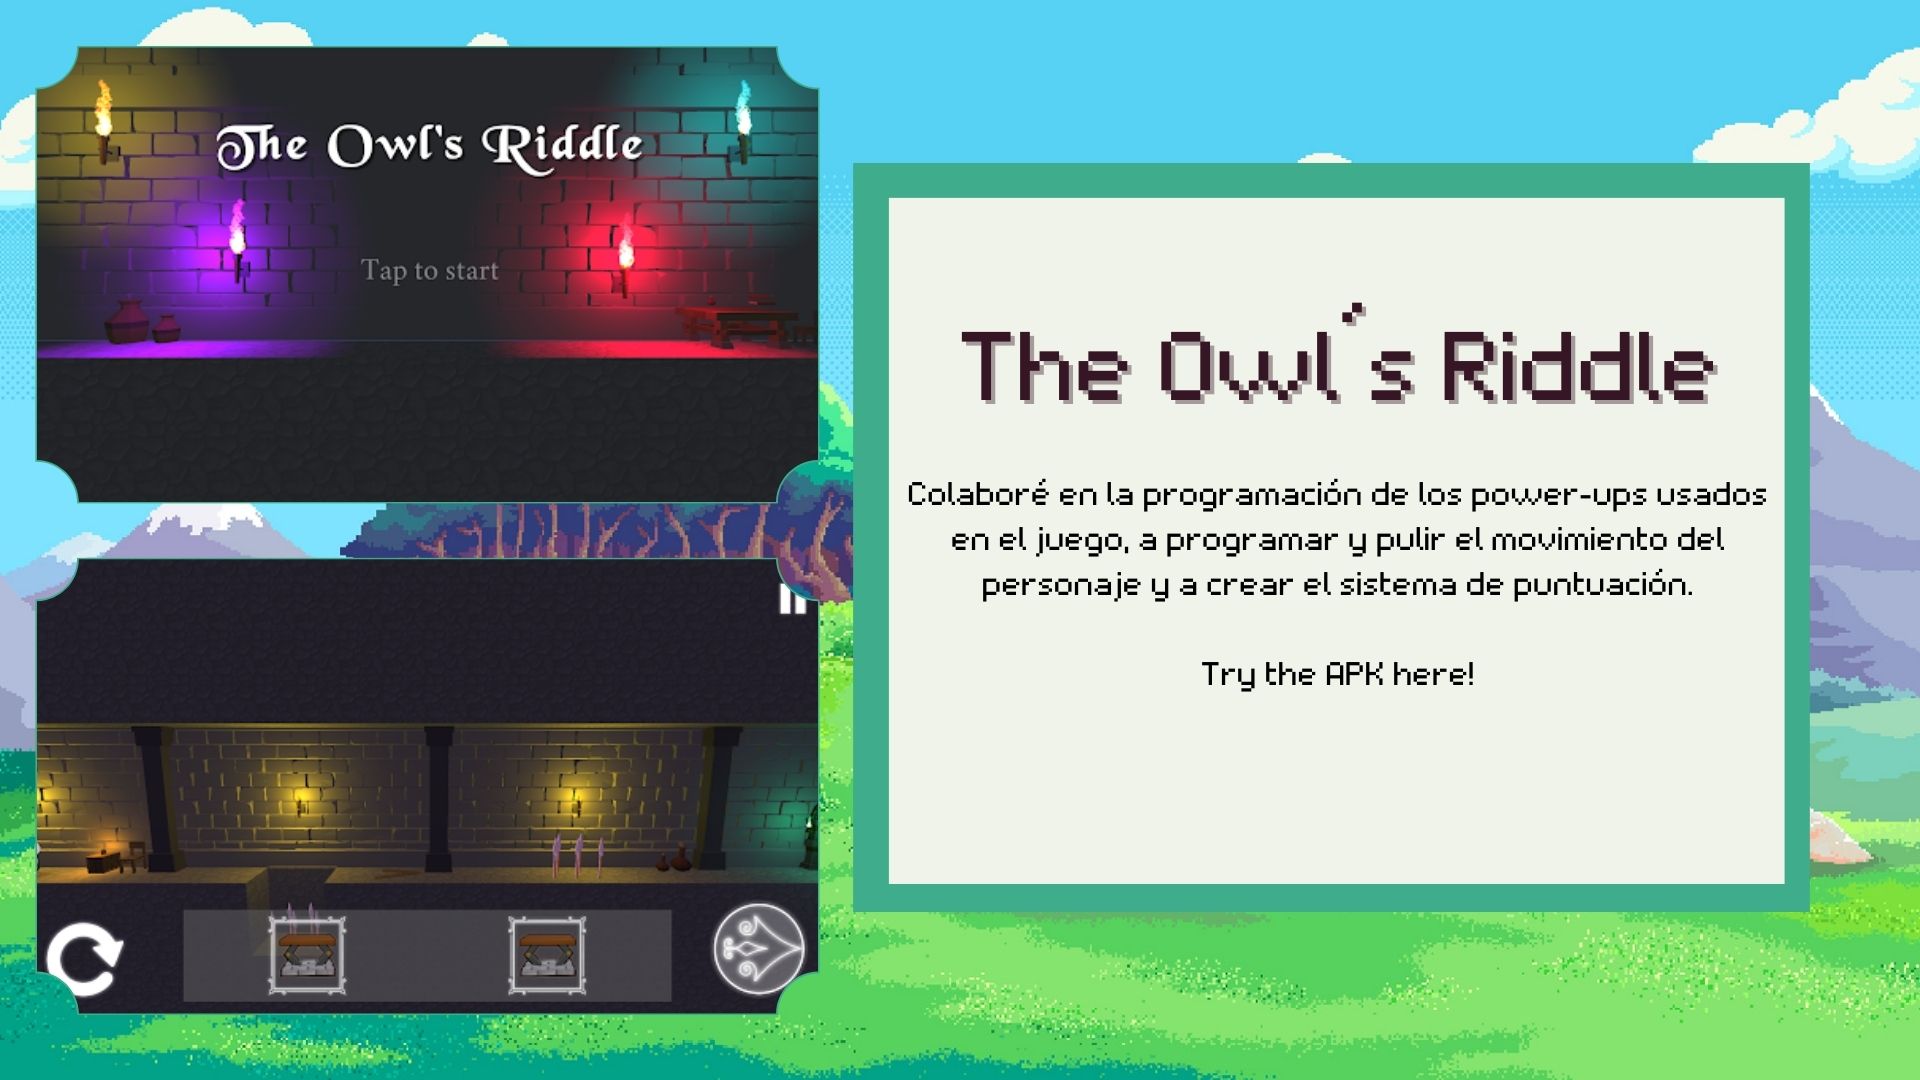 The Owl's Riddle
Tap to start
The Owl´s Riddle
Colaboré en la programación de los power-ups usados
en el juego, a programar y pulir el movimiento del
personaje y a crear el sistema de puntuación.
Try the APK here!